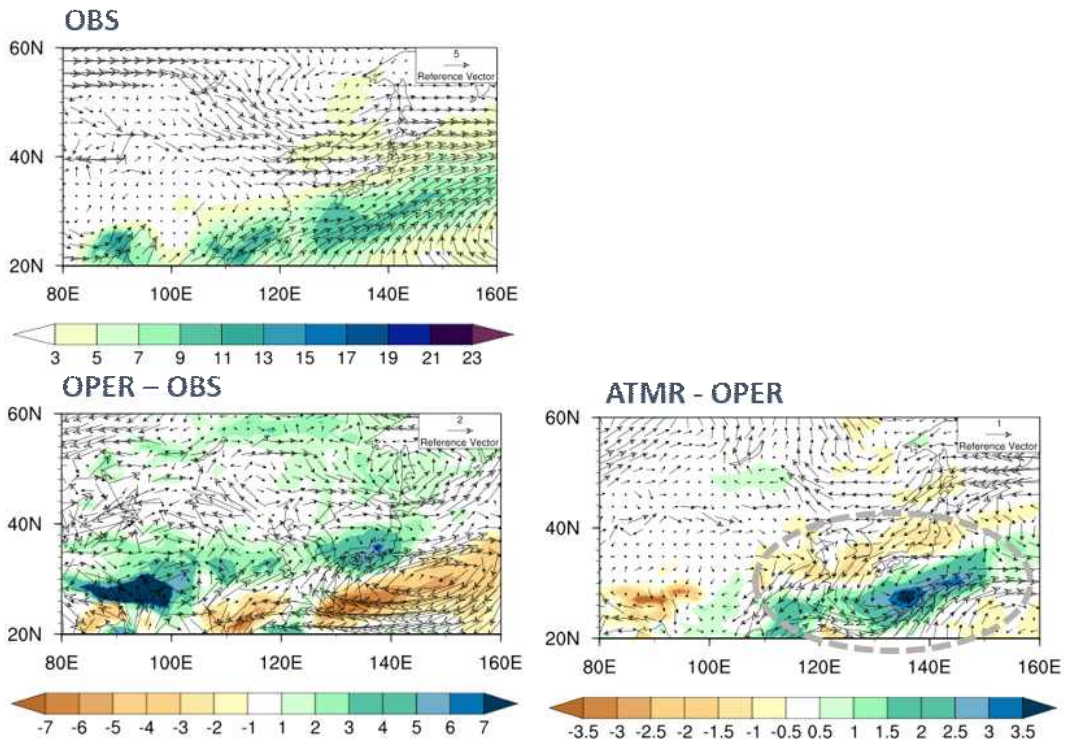 OBS
60N
5
Reference Vector
40N
20N
80E 100E 120E 140E 160E
3 5 7 9 11 13 15 17 19 21 23
OPER – OBS
60N
2
Reference Vector
40N
20N
80E 100E 120E 140E 160E
-7 -6 -5 -4 -3 -2 -1 1 2 3 4 5 6 7
ATMR - OPER
60N
1
Reference Vector
40N
20N
80E 100E 120E 140E 160E
-3.5 -3 -2.5 -2 -1.5 -1 -0.5 0.5 1 1.5 2 2.5 3 3.5